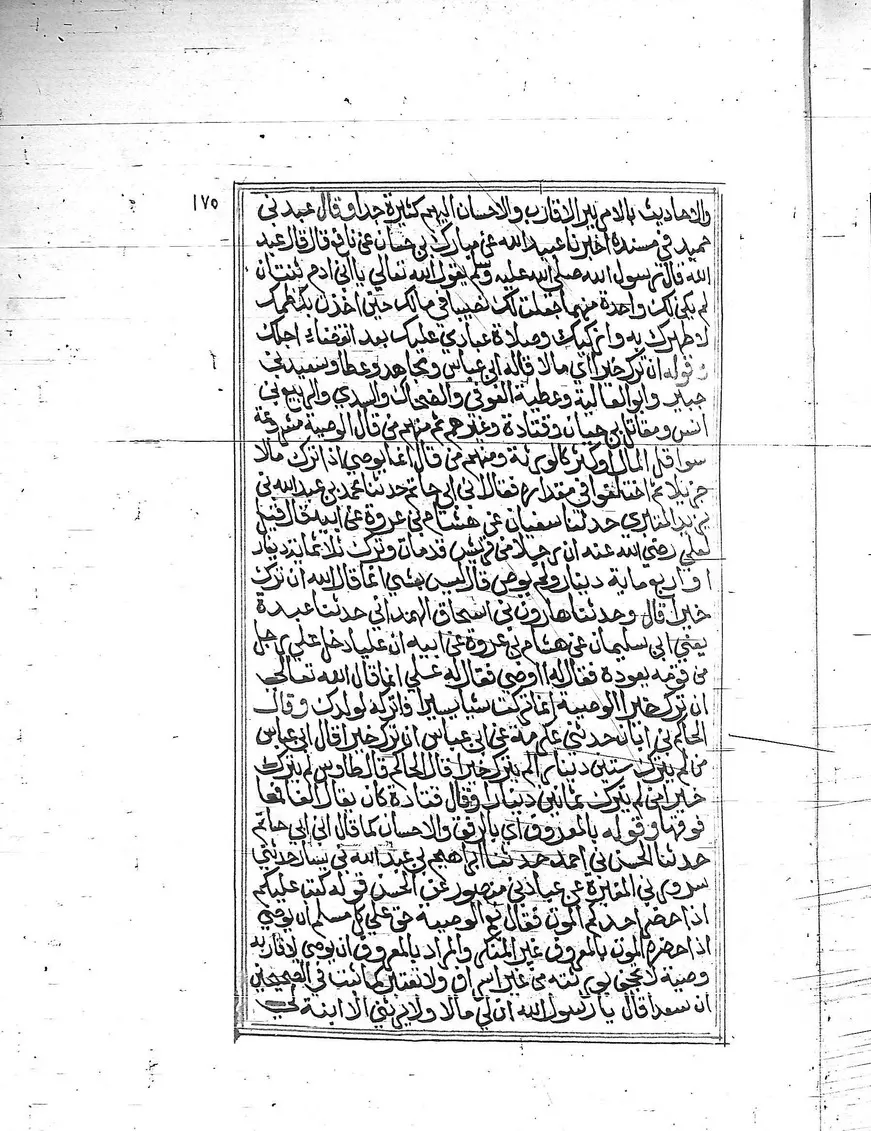 ١٧٥
والاحاديث بالامر ببر الاقارب والاحسان اليهم كثيرة جدا وقال عبد بن
حميد في مسنده اخبرنا عبيد الله عن مبارك بن حسان عن نافع قال قال عبد
الله قال رسول الله صلى الله عليه وسلم يقول الله تعالي يا ابن ادم ثنتان
لم يكن لك واحدة منهما جعلت لك نصيبا في مالك حين اخذت بكظمك
لاطهرك به وازكيك وصلاة عبادي عليك بعد انقضاء اجلك
وقوله ان ترك خيرا اي مالا قاله ابن عباس ومجاهد وعطا وسعيد بن
جبير وابو العالية وعطية العوفي والضحاك والسدي والربيع بن
انس ومقاتل بن حيان وقتادة وغيرهم ثم منهم من قال الوصية مشروعة
سوا قل المال او كثر كالوراثة ومنهم من قال انما يوصي اذا ترك مالا
جزيلا ثم اختلفوا في مقداره فقال ابن ابي حاتم حدثنا محمد بن عبد الله بن
يزيد المقري حدثنا سفيان عن هشام بن عروة عن ابيه قال قيل
لعلي رضي الله عنه ان رجلا من قريش قد مات وترك ثلاثماية دينار
او اربعماية دينار ولم يوص قال ليس بشي انما قال الله ان ترك
خيرا قال وحدثنا هارون بن اسحاق الهمداني حدثنا عبدة
يعني ابن سليمان عن هشام بن عروة عن ابيه ان عليا دخل علي رجل
من قومه يعوده فقال له ااوصي فقال له علي انما قال الله تعالي
ان ترك خيرا الوصية انما تركت شيا يسيرا فاتركه لولدك وقال
الحاكم بن ابان حدثني عكرمة عن ابن عباس ان ترك خيرا قال ابن عباس
من لم يترك ستين دينارا لم يترك خيرا قال الحاكم قال طاوس لم يترك
خيرا من لم يترك ثمانين دينارا وقال قتادة كان يقال الفا فما
فوقها وقوله بالمعروف اي بالرفق والاحسان كما قال ابن ابي حاتم
حدثنا الحسن بن احمد حدثنا ابراهيم بن عبد الله بن يسار حدثني
سرور بن المغيرة عن عباد بن منصور عن الحسن قوله كتب عليكم
اذا حضر احدكم الموت فقال نعم الوصية حق علي كل مسلم ان يوصي
اذا حضره الموت بالمعروف غير المنكر والمراد بالمعروف ان يوصي لاقاربه
وصية لا تجحف بورثته من غير اسراف ولا تقتير كما ثبت في الصحيحين
ان سعدا قال يا رسول الله ان لي مالا ولا يرثني الا ابنة لي